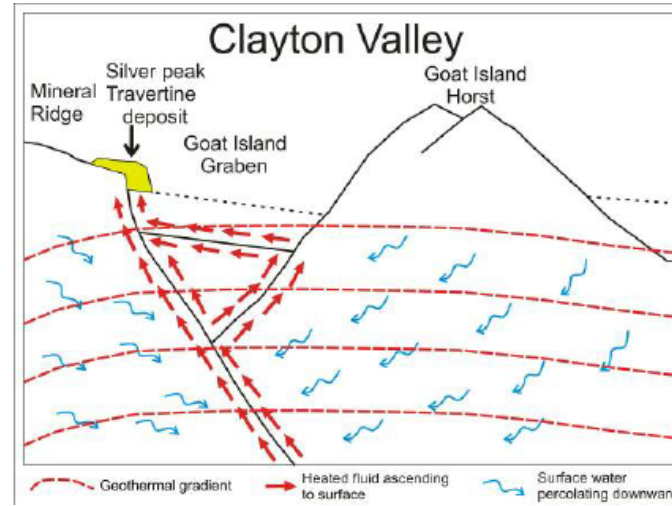 Clayton Valley
Mineral
Ridge
Silver peak
Travertine
deposit
Goat Island
Graben
Goat Island
Horst
Geothermal gradient
Heated fluid ascending
to surface
Surface water
percolating downward